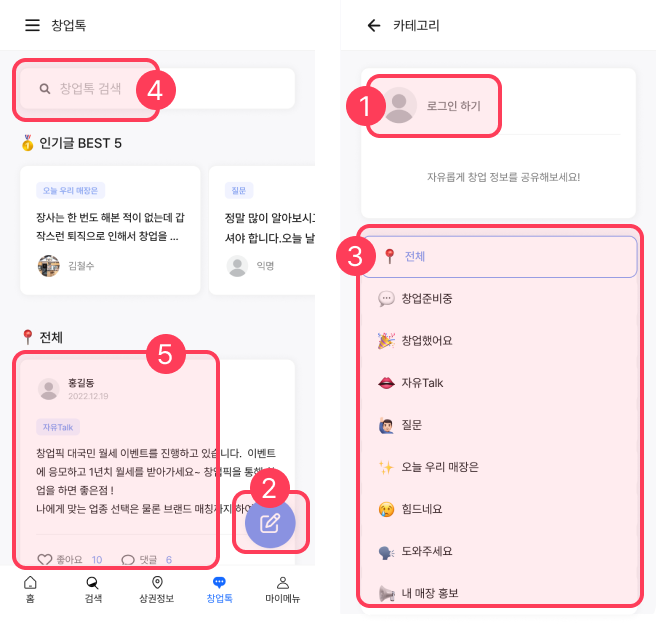 창업톡
4
창업톡 검색
🥇 인기글 BEST 5
오늘 우리 매장은
장사는 한 번도 해본 적이 없는데 갑
작스런 퇴직으로 인해서 창업을 ...
김철수
질문
정말 많이 알아보시고
셔야 합니다.오늘 날
익명
📍 전체
5
홍길동
2022.12.19
자유Talk
창업픽 대국민 월세 이벤트를 진행하고 있습니다. 이벤트
에 응모하고 1년치 월세를 받아가세요~ 창업픽을 통해 창
업을 하면 좋은점 !
나에게 맞는 업종 선택은 물론 브랜드 매칭까지 하여
2
좋아요 10 댓글 6
홈
검색
상권정보
창업톡
마이메뉴
카테고리
1
로그인 하기
자유롭게 창업 정보를 공유해보세요!
3
📍 전체
💬 창업준비중
🎉 창업했어요
👄 자유Talk
🙋🏻‍♂️ 질문
✨ 오늘 우리 매장은
😢 힘드네요
🗣 도와주세요
📢 내 매장 홍보